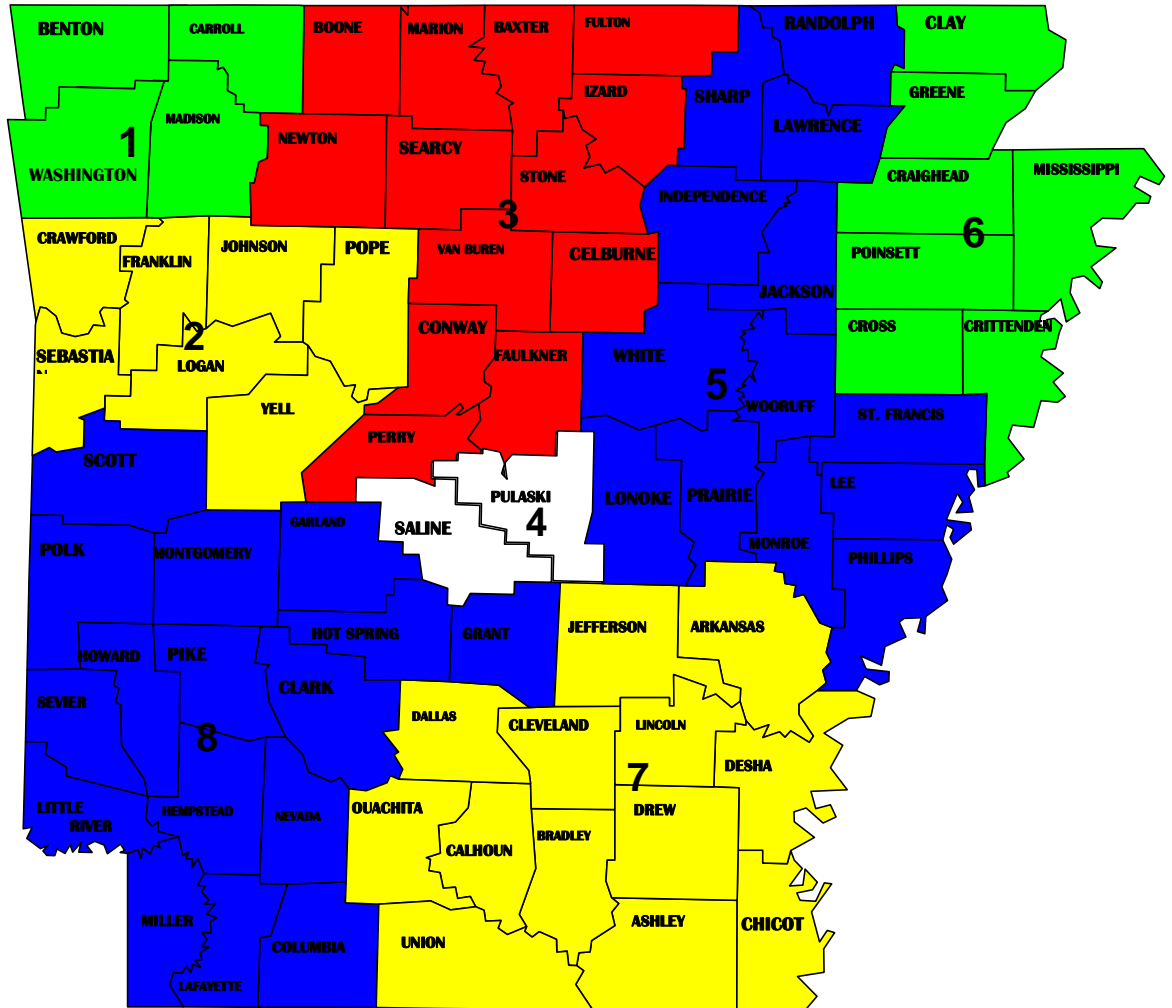 BENTON
CARROLL
BOONE
MARION
BAXTER
FULTON
RANDOLPH
CLAY
IZARD
SHARP
GREENE
MADISON
LAWRENCE
1
NEWTON
SEARCY
WASHINGTON
STONE
CRAIGHEAD
MISSISSIPPI
INDEPENDENCE
3
6
CRAWFORD
JOHNSON
POPE
VAN BUREN
CELBURNE
POINSETT
FRANKLIN
JACKSON
CONWAY
CROSS
CRITTENDEN
2
SEBASTIA
N
LOGAN
FAULKNER
WHITE
5
YELL
WOORUFF
ST. FRANCIS
PERRY
SCOTT
LEE
PULASKI
LONOKE
PRAIRIE
GARLAND
SALINE
4
POLK
MONTGOMERY
MONROE
PHILLIPS
HOT SPRING
GRANT
JEFFERSON
ARKANSAS
HOWARD
PIKE
CLARK
SEVIER
DALLAS
CLEVELAND
LINCOLN
8
7
DESHA
LITTLE
RIVER
HEMPSTEAD
NEVADA
OUACHITA
DREW
CALHOUN
BRADLEY
MILLER
COLUMBIA
UNION
ASHLEY
CHICOT
LAFAYETTE